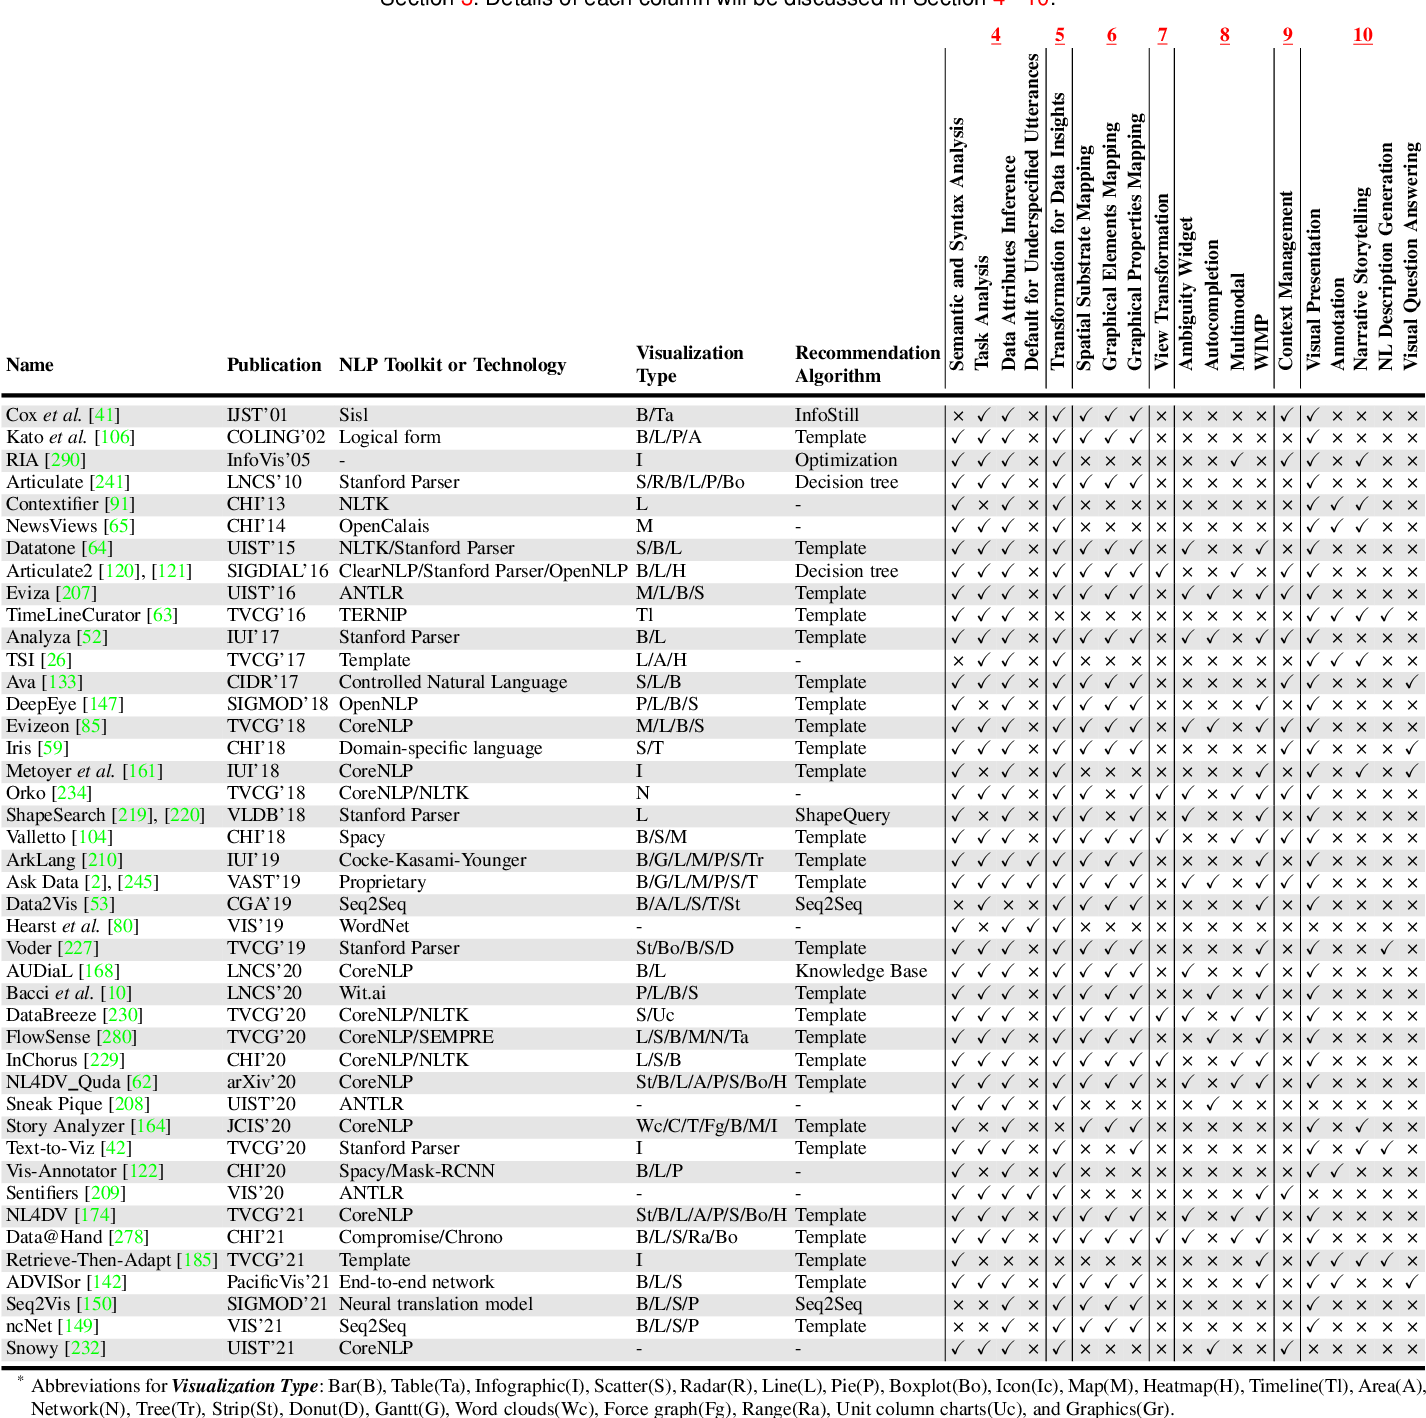 Section 3. Details of each column will be discussed in Section 4 - 10.
4 5 6 7 8 9 10
Name Publication NLP Toolkit or Technology Visualization Type Recommendation Algorithm Semantic and Syntax Analysis Task Analysis Data Attributes Inference Default for Underspecified Utterances Transformation for Data Insights Spatial Substrate Mapping Graphical Elements Mapping Graphical Properties Mapping View Transformation Ambiguity Widget Autocompletion Multimodal WIMP Context Management Visual Presentation Annotation Narrative Storytelling NL Description Generation Visual Question Answering
Cox et al. [41] IJST'01 Sisl B/Ta InfoStill × ✓ ✓ × ✓ ✓ ✓ ✓ × × × × × ✓ ✓ × × × ×
Kato et al. [106] COLING'02 Logical form B/L/P/A Template ✓ ✓ ✓ × ✓ ✓ ✓ ✓ × × × × × × ✓ × × × ×
RIA [290] InfoVis'05 - I Optimization ✓ ✓ ✓ × ✓ × × × × × × ✓ × ✓ ✓ × ✓ × ×
Articulate [241] LNCS'10 Stanford Parser S/R/B/L/P/Bo Decision tree ✓ ✓ ✓ × ✓ ✓ ✓ ✓ × × × × × × ✓ × × × ×
Contextifier [91] CHI'13 NLTK L - ✓ × ✓ × ✓ × × × × × × × × × ✓ ✓ ✓ × ×
NewsViews [65] CHI'14 OpenCalais M - ✓ ✓ ✓ × ✓ × × × × × × × × × ✓ ✓ ✓ × ×
Datatone [64] UIST'15 NLTK/Stanford Parser S/B/L Template ✓ ✓ ✓ × ✓ ✓ ✓ ✓ × ✓ × × ✓ × ✓ × × × ×
Articulate2 [120], [121] SIGDIAL'16 ClearNLP/Stanford Parser/OpenNLP B/L/H Decision tree ✓ ✓ ✓ × ✓ ✓ ✓ ✓ ✓ × × ✓ × ✓ ✓ × × × ×
Eviza [207] UIST'16 ANTLR M/L/B/S Template ✓ ✓ ✓ × ✓ ✓ ✓ ✓ × ✓ ✓ × ✓ ✓ ✓ × × × ×
TimeLineCurator [63] TVCG'16 TERNIP Tl Template ✓ ✓ ✓ × × × × × × × × × × × ✓ ✓ ✓ ✓ ×
Analyza [52] IUI'17 Stanford Parser B/L Template ✓ ✓ ✓ × ✓ ✓ ✓ ✓ × ✓ ✓ × ✓ ✓ ✓ × × × ×
TSI [26] TVCG'17 Template L/A/H - × ✓ ✓ × ✓ × × × × × × × × × ✓ ✓ ✓ × ×
Ava [133] CIDR'17 Controlled Natural Language S/L/B Template ✓ ✓ ✓ × ✓ ✓ ✓ ✓ × × × × × ✓ ✓ × × × ✓
DeepEye [147] SIGMOD'18 OpenNLP P/L/B/S Template ✓ × ✓ × ✓ ✓ ✓ ✓ × × × × ✓ × ✓ × × × ×
Evizeon [85] TVCG'18 CoreNLP M/L/B/S Template ✓ ✓ ✓ × ✓ ✓ ✓ ✓ × ✓ ✓ × ✓ ✓ ✓ × × × ×
Iris [59] CHI'18 Domain-specific language S/T Template ✓ ✓ ✓ × ✓ ✓ ✓ ✓ × × × × × ✓ ✓ × × × ✓
Metoyer et al. [161] IUI'18 CoreNLP I Template ✓ × ✓ × ✓ × × × × × × × ✓ × ✓ × ✓ × ✓
Orko [234] TVCG'18 CoreNLP/NLTK N - ✓ ✓ ✓ × ✓ ✓ × ✓ ✓ ✓ × ✓ ✓ ✓ ✓ × × × ×
ShapeSearch [219], [220] VLDB'18 Stanford Parser L ShapeQuery ✓ × ✓ × ✓ ✓ × ✓ × ✓ × × ✓ × ✓ × × × ×
Valletto [104] CHI'18 Spacy B/S/M Template ✓ ✓ ✓ × ✓ ✓ ✓ ✓ ✓ × × ✓ ✓ ✓ ✓ × × × ×
ArkLang [210] IUI'19 Cocke-Kasami-Younger B/G/L/M/P/S/Tr Template ✓ ✓ ✓ ✓ ✓ ✓ ✓ ✓ × × × × ✓ × ✓ × × × ×
Ask Data [2], [245] VAST'19 Proprietary B/G/L/M/P/S/T Template ✓ ✓ ✓ ✓ ✓ ✓ ✓ ✓ × ✓ ✓ × ✓ ✓ ✓ × × × ×
Data2Vis [53] CGA'19 Seq2Seq B/A/L/S/T/St Seq2Seq × ✓ × × ✓ ✓ ✓ ✓ × × × × ✓ × ✓ × × × ×
Hearst et al. [80] VIS'19 WordNet - - ✓ × ✓ ✓ ✓ × × × × × × × × × × × × × ×
Voder [227] TVCG'19 Stanford Parser St/Bo/B/S/D Template ✓ ✓ ✓ × ✓ ✓ ✓ ✓ × × × × ✓ × ✓ × × ✓ ×
AUDiaL [168] LNCS'20 CoreNLP B/L Knowledge Base ✓ ✓ ✓ × ✓ ✓ ✓ ✓ × ✓ × × ✓ × ✓ × × × ×
Bacci et al. [10] LNCS'20 Wit.ai P/L/B/S Template ✓ ✓ ✓ × ✓ ✓ ✓ ✓ × × ✓ × ✓ × ✓ × × × ×
DataBreeze [230] TVCG'20 CoreNLP/NLTK S/Uc Template ✓ ✓ ✓ × ✓ ✓ ✓ ✓ ✓ ✓ × ✓ ✓ × ✓ × × × ×
FlowSense [280] TVCG'20 CoreNLP/SEMPRE L/S/B/M/N/Ta Template ✓ ✓ ✓ × ✓ ✓ ✓ ✓ × × ✓ × ✓ × ✓ × × × ×
InChorus [229] CHI'20 CoreNLP/NLTK L/S/B Template ✓ ✓ ✓ × ✓ ✓ ✓ ✓ ✓ × × ✓ ✓ × ✓ × × × ×
NL4DV_Quda [62] arXiv'20 CoreNLP St/B/L/A/P/S/Bo/H Template ✓ ✓ ✓ × ✓ ✓ ✓ ✓ × ✓ × ✓ ✓ × ✓ × × × ×
Sneak Pique [208] UIST'20 ANTLR - - ✓ ✓ ✓ × ✓ × × × × × ✓ × × × × × × × ×
Story Analyzer [164] JCIS'20 CoreNLP Wc/C/T/Fg/B/M/I Template ✓ × ✓ × × ✓ ✓ ✓ × × × × ✓ × ✓ × ✓ × ×
Text-to-Viz [42] TVCG'20 Stanford Parser I Template ✓ ✓ ✓ × ✓ × × ✓ × × × × × × ✓ × ✓ ✓ ×
Vis-Annotator [122] CHI'20 Spacy/Mask-RCNN B/L/P - ✓ × ✓ × × × × × × × × × × × ✓ ✓ × × ×
Sentifiers [209] VIS'20 ANTLR - - ✓ ✓ ✓ ✓ ✓ × × × × × × × ✓ ✓ × × × × ×
NL4DV [174] TVCG'21 CoreNLP St/B/L/A/P/S/Bo/H Template ✓ ✓ ✓ × ✓ ✓ ✓ ✓ × ✓ × ✓ ✓ × ✓ × × × ×
Data@Hand [278] CHI'21 Compromise/Chrono B/L/S/Ra/Bo Template ✓ ✓ ✓ × ✓ ✓ ✓ ✓ ✓ ✓ × ✓ ✓ × ✓ × × × ×
Retrieve-Then-Adapt [185] TVCG'21 Template I Template ✓ × × × × × × × × × × × ✓ × ✓ ✓ ✓ ✓ ×
ADVISor [142] PacificVis'21 End-to-end network B/L/S Template ✓ ✓ ✓ × ✓ ✓ ✓ ✓ × × × × ✓ × ✓ ✓ × × ✓
Seq2Vis [150] SIGMOD'21 Neural translation model B/L/S/P Seq2Seq × × ✓ × ✓ ✓ ✓ ✓ × × × × × × ✓ × × × ×
ncNet [149] VIS'21 Seq2Seq B/L/S/P Template × × ✓ × ✓ ✓ ✓ ✓ × × × × × × ✓ × × × ×
Snowy [232] UIST'21 CoreNLP - - ✓ ✓ ✓ × ✓ × × × × × ✓ × × ✓ × × × × ×
* Abbreviations for Visualization Type: Bar(B), Table(Ta), Infographic(I), Scatter(S), Radar(R), Line(L), Pie(P), Boxplot(Bo), Icon(Ic), Map(M), Heatmap(H), Timeline(Tl), Area(A),
Network(N), Tree(Tr), Strip(St), Donut(D), Gantt(G), Word clouds(Wc), Force graph(Fg), Range(Ra), Unit column charts(Uc), and Graphics(Gr).